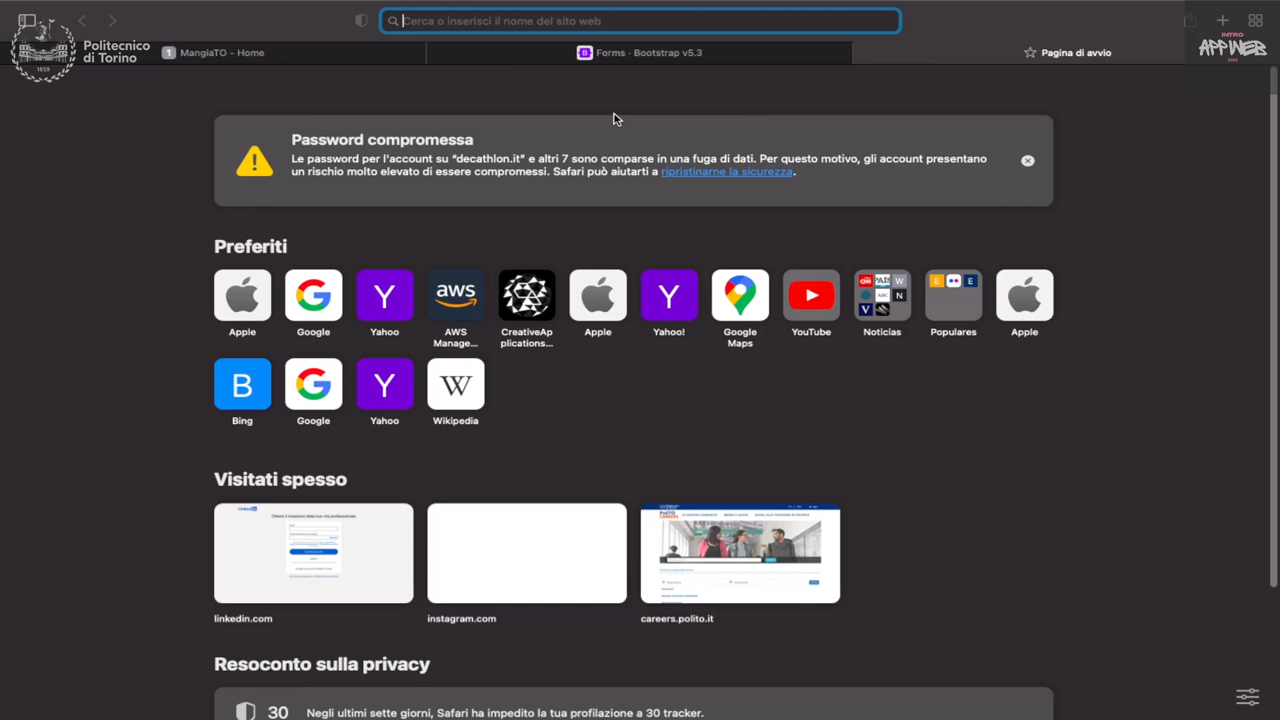 Cerca o inserisci il nome del sito web
Politecnico
di Torino
1859
1 MangiaTO - Home
B Forms · Bootstrap v5.3
Pagina di avvio
INTRO
APPINWEB
Password compromessa
Le password per l'account su “decathlon.it” e altri 7 sono comparse in una fuga di dati. Per questo motivo, gli account presentano
un rischio molto elevato di essere compromessi. Safari può aiutarti a ripristinarne la sicurezza.
Preferiti
Y aws Y
Apple Google Yahoo AWS Manage... CreativeAp plications... Apple Yahoo! Google Maps YouTube Noticias Populares Apple
B G Y W
Bing Google Yahoo Wikipedia
Visitati spesso
linkedin.com instagram.com careers.polito.it
Resoconto sulla privacy
30 Negli ultimi sette giorni, Safari ha impedito la tua profilazione a 30 tracker.